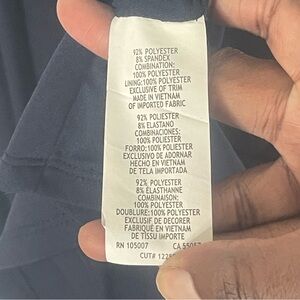 92% POLYESTER
8% SPANDEX
COMBINATION:
100% POLYESTER
LINING: 100% POLYESTER
EXCLUSIVE OF TRIM
MADE IN VIETNAM
OF IMPORTED FABRIC
92% POLIESTER
8% ELASTANO
COMBINACIONES:
100% POLIESTER
FORRO: 100% POLIESTER
EXCLUSIVO DE ADORNAR
HECHO EN VIETNAM
DE TELA IMPORTADA
92% POLYESTER
8% ELASTHANNE
COMBINAISON:
100% POLYESTER
DOUBLURE: 100% POLYESTER
EXCLUSIF DE DECORER
FABRIQUÉ EN VIETNAM
DE TISSU IMPORTE
RN 105007 CA
CUT#